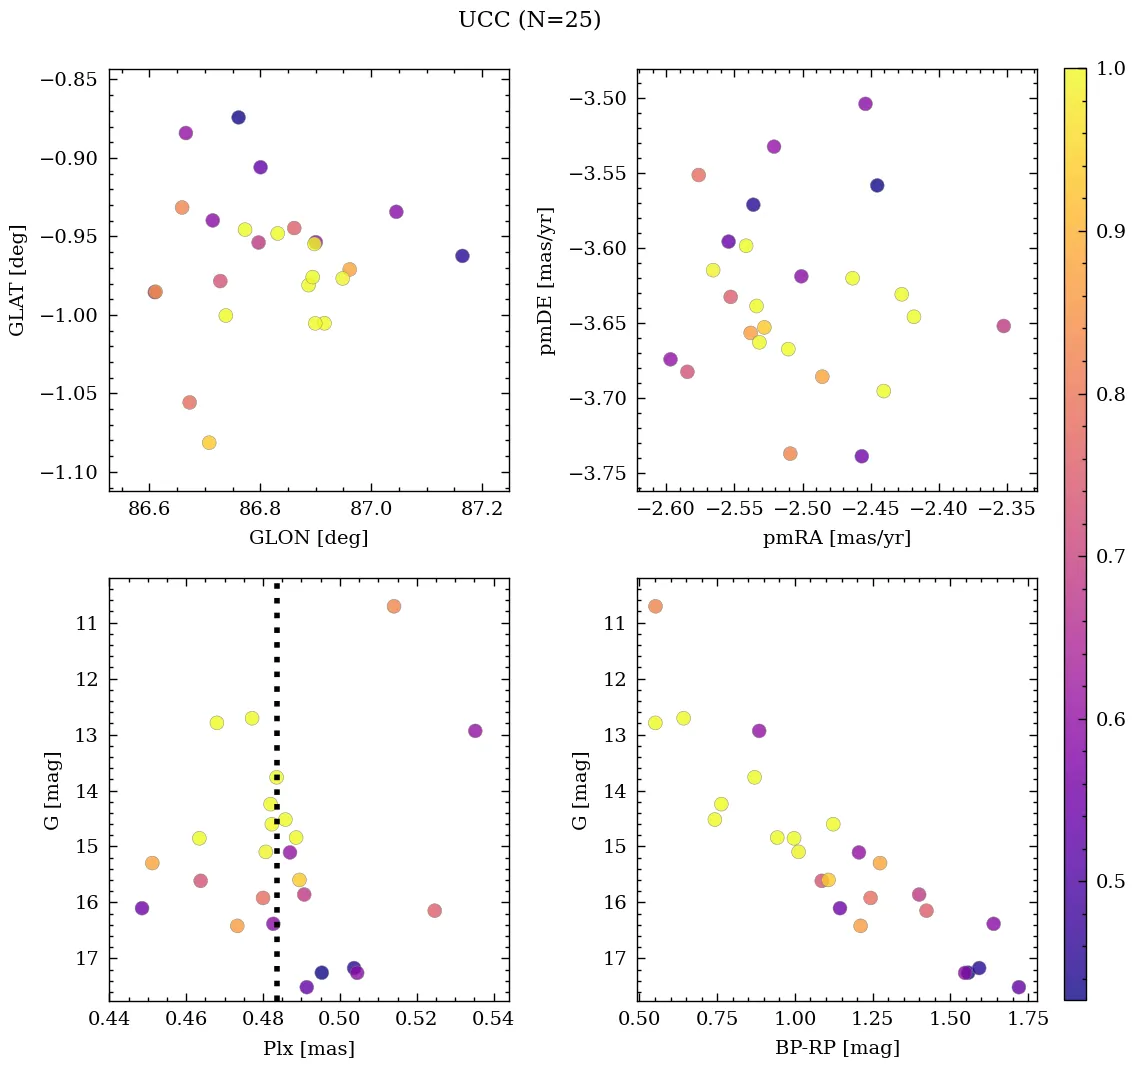 UCC (N=25)
−0.85
−0.90
−0.95
−1.00
−1.05
−1.10
GLAT [deg]
86.6 86.8 87.0 87.2
GLON [deg]
−3.50
−3.55
−3.60
−3.65
−3.70
−3.75
pmDE [mas/yr]
−2.60 −2.55 −2.50 −2.45 −2.40 −2.35
pmRA [mas/yr]
11
12
13
14
15
16
17
G [mag]
0.44 0.46 0.48 0.50 0.52 0.54
Plx [mas]
11
12
13
14
15
16
17
G [mag]
0.50 0.75 1.00 1.25 1.50 1.75
BP-RP [mag]
1.0
0.9
0.8
0.7
0.6
0.5